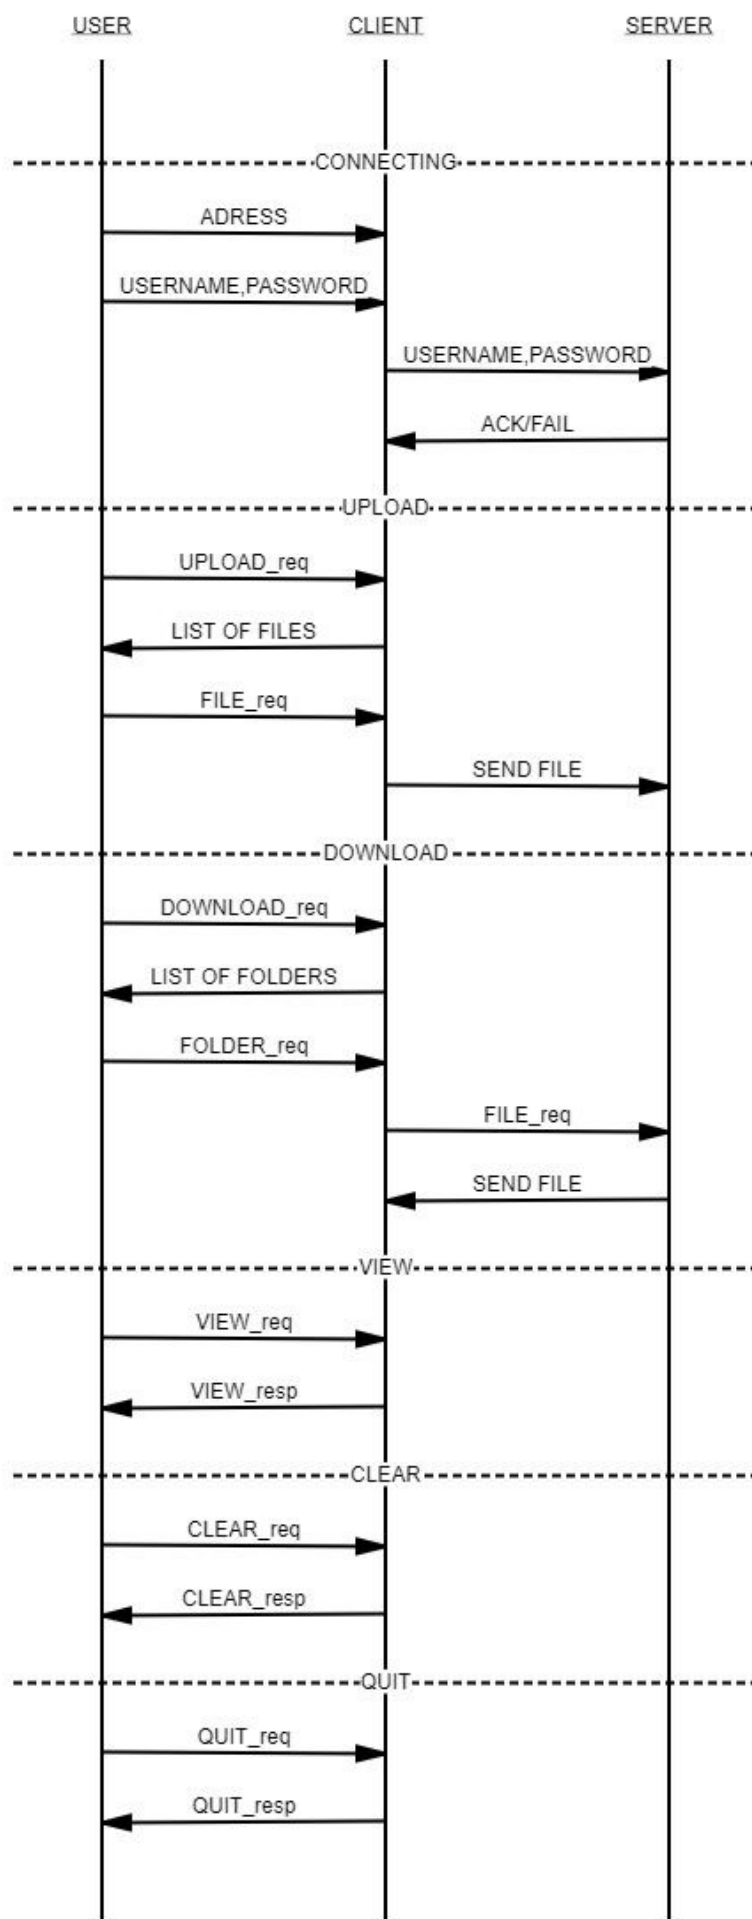 USER CLIENT SERVER
CONNECTING
ADRESS
USERNAME,PASSWORD
USERNAME,PASSWORD
ACK/FAIL
UPLOAD
UPLOAD_req
LIST OF FILES
FILE_req
SEND FILE
DOWNLOAD
DOWNLOAD_req
LIST OF FOLDERS
FOLDER_req
FILE_req
SEND FILE
VIEW
VIEW_req
VIEW_resp
CLEAR
CLEAR_req
CLEAR_resp
QUIT
QUIT_req
QUIT_resp